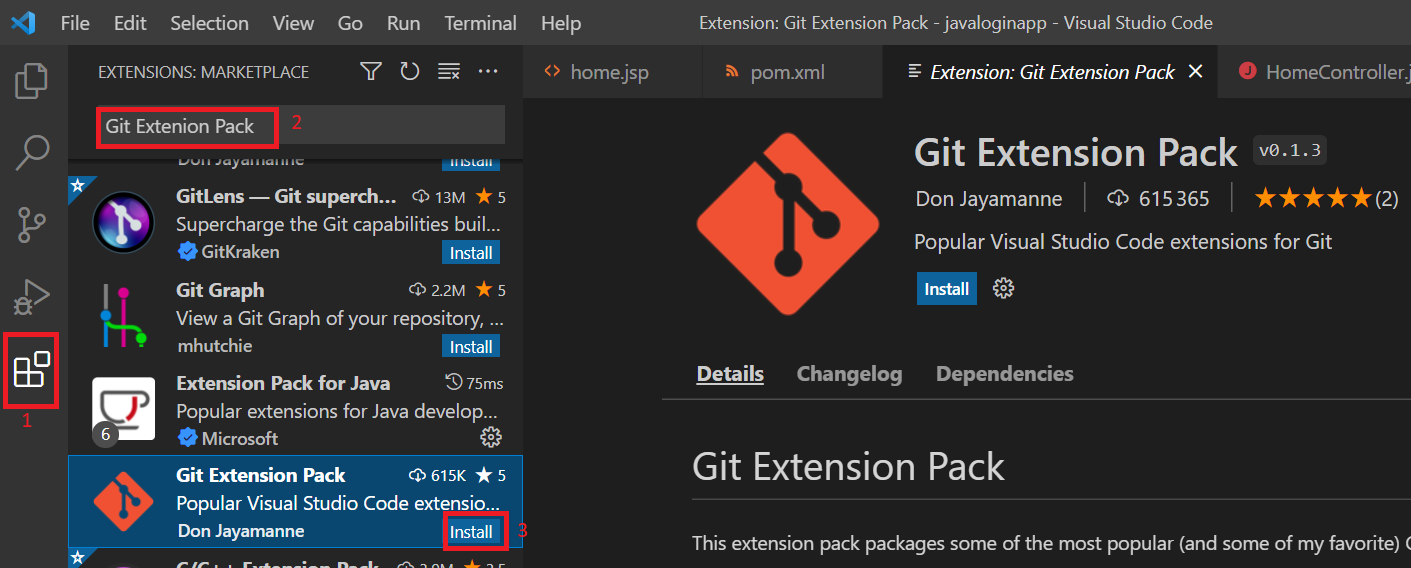 File Edit Selection View Go Run Terminal Help
Extension: Git Extension Pack - javaloginapp - Visual Studio Code
EXTENSIONS: MARKETPLACE
Git Extenion Pack
2
Don Jayamanne
Install
GitLens — Git superch... 13M 5
Supercharge the Git capabilities buil...
GitKraken
Install
Git Graph 2.2M 5
View a Git Graph of your repository, ...
mhutchie
Install
Extension Pack for Java 75ms
Popular extensions for Java develop...
6
Microsoft
1
Git Extension Pack 615K 5
Popular Visual Studio Code extensio...
Don Jayamanne
Install
3
C/C++ Extension Pack
home.jsp
pom.xml
Extension: Git Extension Pack
J HomeController.j
Git Extension Pack v0.1.3
Don Jayamanne 615 365 (2)
Popular Visual Studio Code extensions for Git
Install
Details Changelog Dependencies
Git Extension Pack
This extension pack packages some of the most popular (and some of my favorite)